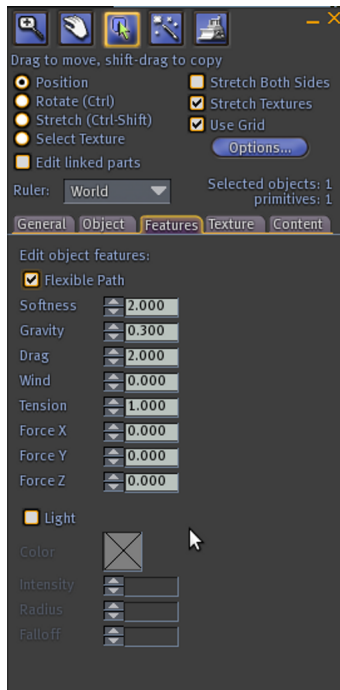 Drag to move, shift-drag to copy
Position
Stretch Both Sides
Rotate (Ctrl)
Stretch Textures
Stretch (Ctrl-Shift)
Use Grid
Select Texture
Options...
Edit linked parts
Ruler: World
Selected objects: 1
primitives: 1
General Object Features Texture Content
Edit object features:
Flexible Path
Softness 2.000
Gravity 0.300
Drag 2.000
Wind 0.000
Tension 1.000
Force X 0.000
Force Y 0.000
Force Z 0.000
Light
Color
Intensity
Radius
Falloff